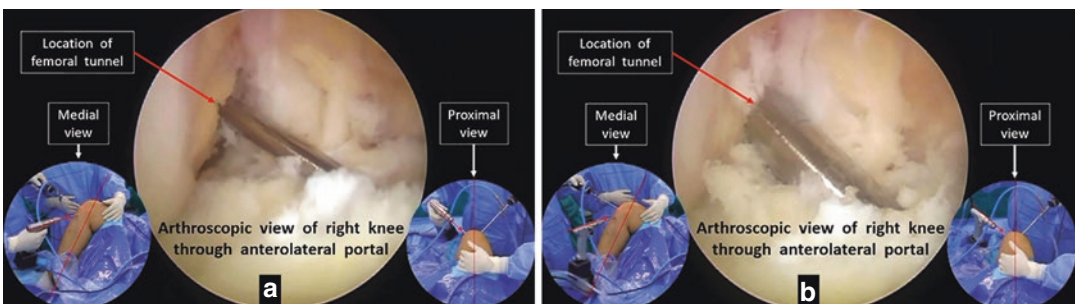 Location of
femoral tunnel
Medial
view
Proximal
view
Arthroscopic view of right knee
through anterolateral portal
a
Location of
femoral tunnel
Medial
view
Proximal
view
Arthroscopic view of right knee
through anterolateral portal
b